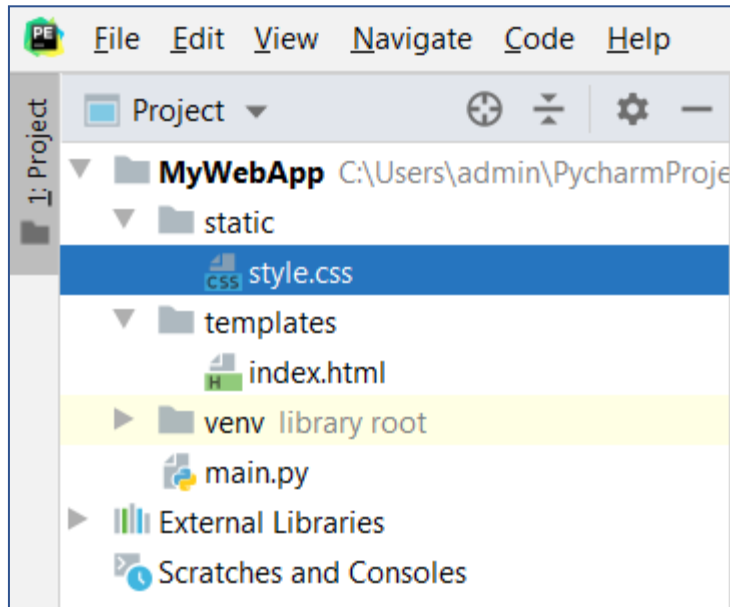 PE File Edit View Navigate Code Help
1: Project
Project
MyWebApp C:\Users\admin\PycharmProje
static
CSS style.css
templates
H index.html
venv library root
main.py
External Libraries
Scratches and Consoles